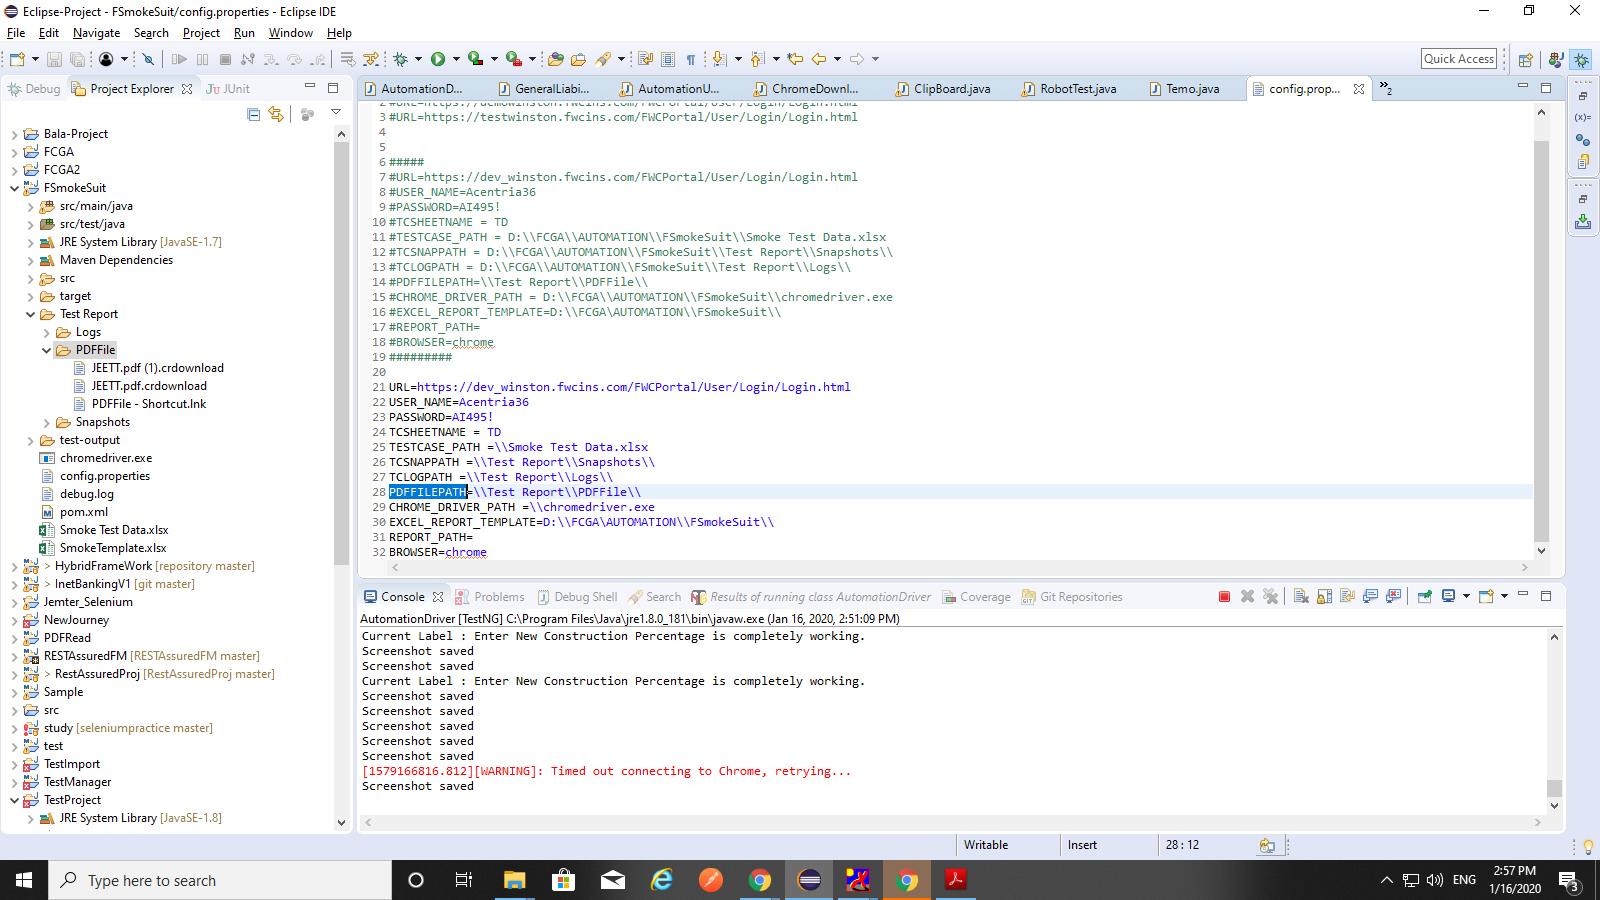 Eclipse-Project - FSmokeSuit/config.properties - Eclipse IDE
File Edit Navigate Search Project Run Window Help
Quick Access
Debug Project Explorer JUnit
AutomationD... GeneralLiabi... AutomationU... ChromeDownl... ClipBoard.java RobotTest.java Temo.java config.prop... »2
Bala-Project
FCGA
FCGA2
FSmokeSuit
src/main/java
src/test/java
JRE System Library [JavaSE-1.7]
Maven Dependencies
src
target
Test Report
Logs
PDFFile
JEETT.pdf (1).crdownload
JEETT.pdf.crdownload
PDFFile - Shortcut.lnk
Snapshots
test-output
chromedriver.exe
config.properties
debug.log
pom.xml
Smoke Test Data.xlsx
SmokeTemplate.xlsx
> HybridFrameWork [repository master]
> InetBankingV1 [git master]
Jemter_Selenium
NewJourney
PDFRead
RESTAssuredFM [RESTAssuredFM master]
> RestAssuredProj [RestAssuredProj master]
Sample
src
study [seleniumpractice master]
test
TestImport
TestManager
TestProject
JRE System Library [JavaSE-1.8]
2 #URL=https://demowinston.fwcins.com/FWCPortal/User/Login/Login.html
3 #URL=https://testwinston.fwcins.com/FWCPortal/User/Login/Login.html
4
5
6 #####
7 #URL=https://dev_winston.fwcins.com/FWCPortal/User/Login/Login.html
8 #USER_NAME=Acentria36
9 #PASSWORD=AI495!
10 #TCSHEETNAME = TD
11 #TESTCASE_PATH = D:\\FCGA\\AUTOMATION\\FSmokeSuit\\Smoke Test Data.xlsx
12 #TCSNAPPATH = D:\\FCGA\\AUTOMATION\\FSmokeSuit\\Test Report\\Snapshots\\
13 #TCLOGPATH = D:\\FCGA\\AUTOMATION\\FSmokeSuit\\Test Report\\Logs\\
14 #PDFFILEPATH=\\Test Report\\PDFFile\\
15 #CHROME_DRIVER_PATH = D:\\FCGA\\AUTOMATION\\FSmokeSuit\\chromedriver.exe
16 #EXCEL_REPORT_TEMPLATE=D:\\FCGA\AUTOMATION\\FSmokeSuit\\
17 #REPORT_PATH=
18 #BROWSER=chrome
19 #########
20
21 URL=https://dev_winston.fwcins.com/FWCPortal/User/Login/Login.html
22 USER_NAME=Acentria36
23 PASSWORD=AI495!
24 TCSHEETNAME = TD
25 TESTCASE_PATH =\\Smoke Test Data.xlsx
26 TCSNAPPATH =\\Test Report\\Snapshots\\
27 TCLOGPATH =\\Test Report\\Logs\\
28 PDFFILEPATH=\\Test Report\\PDFFile\\
29 CHROME_DRIVER_PATH =\\chromedriver.exe
30 EXCEL_REPORT_TEMPLATE=D:\\FCGA\AUTOMATION\\FSmokeSuit\\
31 REPORT_PATH=
32 BROWSER=chrome
Console Problems Debug Shell Search Results of running class AutomationDriver Coverage Git Repositories
AutomationDriver [TestNG] C:\Program Files\Java\jre1.8.0_181\bin\javaw.exe (Jan 16, 2020, 2:51:09 PM)
Current Label : Enter New Construction Percentage is completely working.
Screenshot saved
Screenshot saved
Current Label : Enter New Construction Percentage is completely working.
Screenshot saved
Screenshot saved
Screenshot saved
Screenshot saved
Screenshot saved
[1579166816.812][WARNING]: Timed out connecting to Chrome, retrying...
Screenshot saved
Writable Insert 28 : 12
Type here to search
ENG
2:57 PM
1/16/2020
3